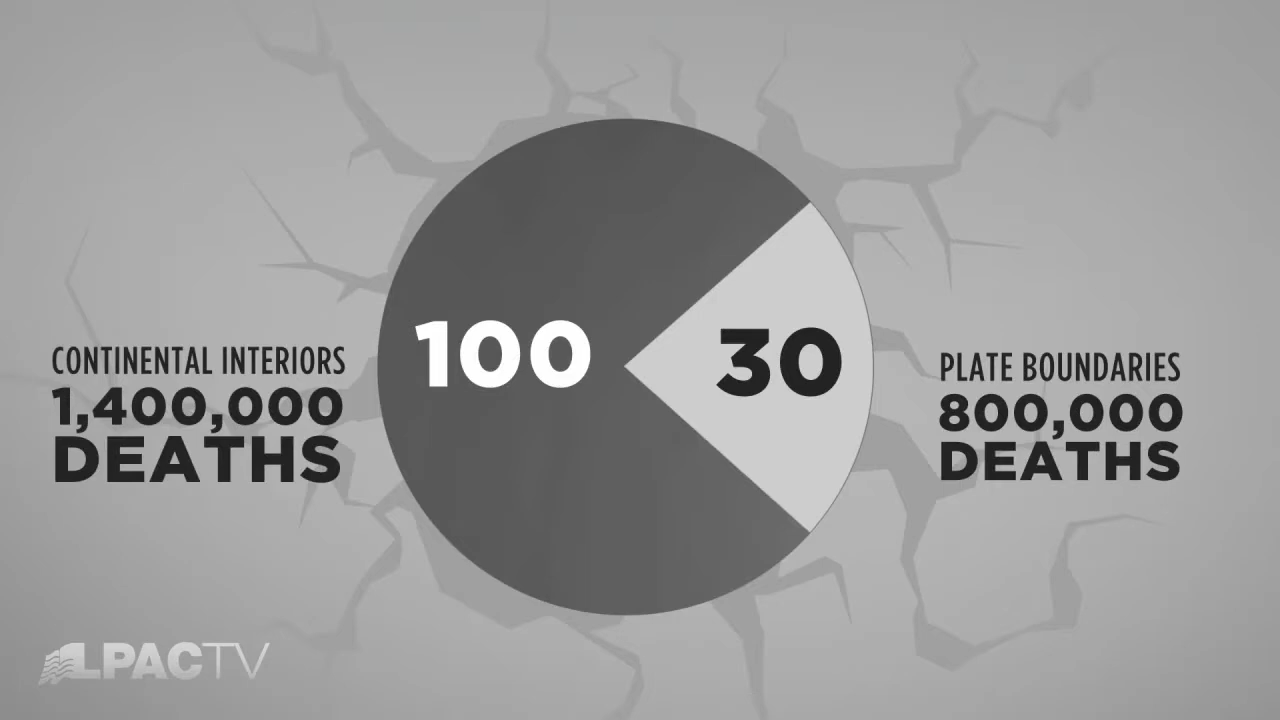 CONTINENTAL INTERIORS
1,400,000
DEATHS
100
30
PLATE BOUNDARIES
800,000
DEATHS
LPACTV